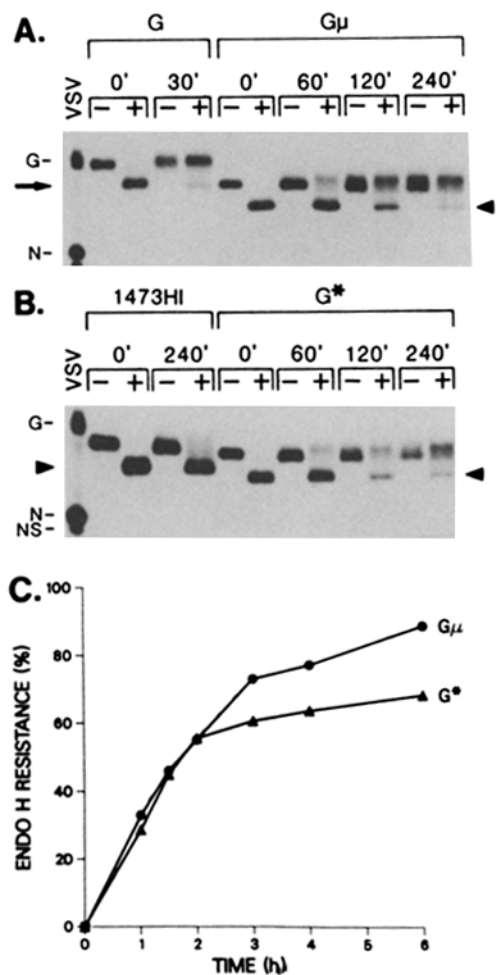 A.
G Gμ
VSV 0' 30' 0' 60' 120' 240'
− + − + − + − + − + − +
G-
N-
B.
1473HI G*
VSV 0' 240' 0' 60' 120' 240'
− + − + − + − + − + − +
G-
N-
NS-
C.
100
80
60
40
20
0
ENDO H RESISTANCE (%)
Gμ
G*
0 1 2 3 4 5 6
TIME (h)